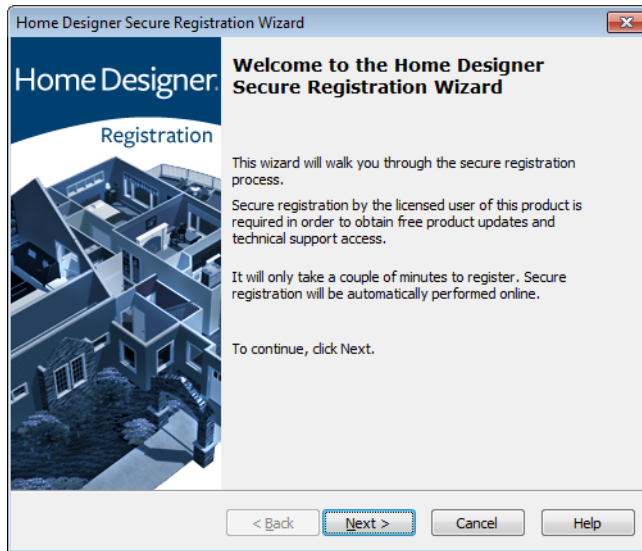 Home Designer Secure Registration Wizard
Home Designer.
Registration
Welcome to the Home Designer
Secure Registration Wizard
This wizard will walk you through the secure registration
process.
Secure registration by the licensed user of this product is
required in order to obtain free product updates and
technical support access.
It will only take a couple of minutes to register. Secure
registration will be automatically performed online.
To continue, click Next.
< Back
Next >
Cancel
Help